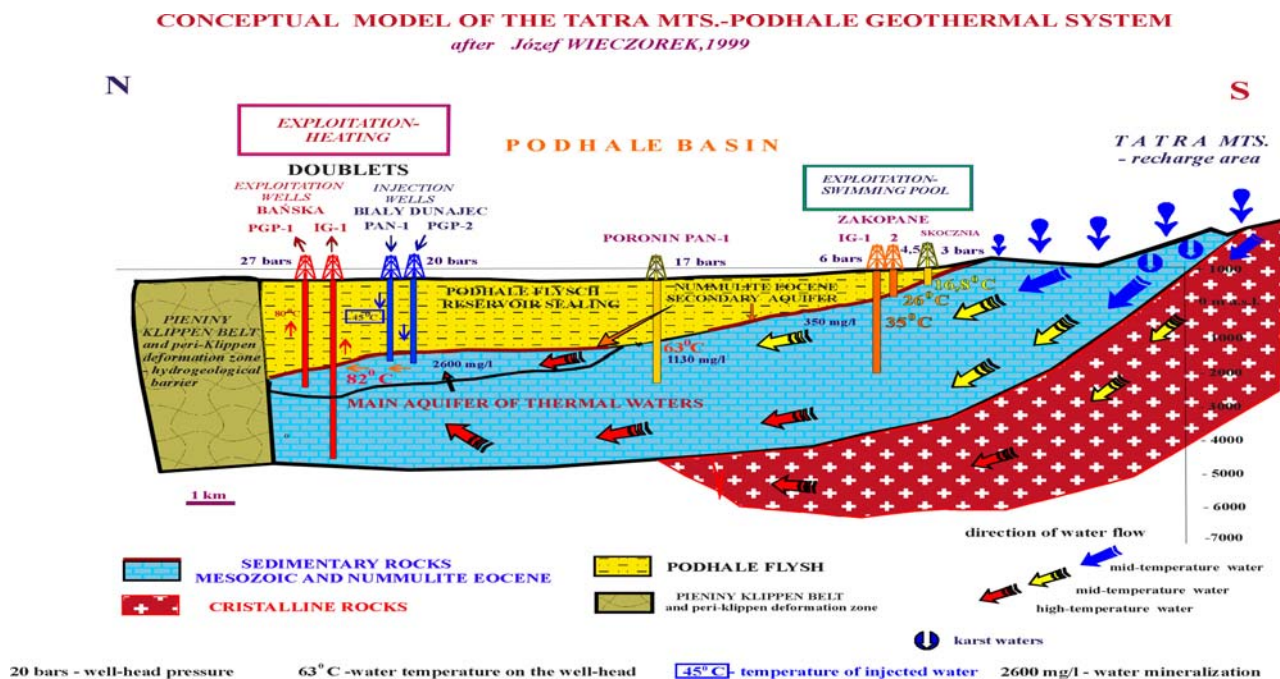 CONCEPTUAL MODEL OF THE TATRA MTS.-PODHALE GEOTHERMAL SYSTEM
after Józef WIECZOREK,1999
N
S
EXPLOITATION-
HEATING
PODHALE BASIN
TATRA MTS.
- recharge area
DOUBLETS
EXPLOITATION
WELLS
BAŃSKA
PGP-1 IG-1
INJECTION
WELLS
BIAŁY DUNAJEC
PAN-1 PGP-2
EXPLOITATION-
SWIMMING POOL
ZAKOPANE
IG-1 2 SKOCZNIA
PORONIN PAN-1
27 bars
20 bars
17 bars
6 bars
4,5
3 bars
PODHALE FLYSCH
RESERVOIR SEALING
NUMMULITE EOCENE
SECONDARY AQUIFER
16,8°C
26°C
35°C
350 mg/l
80°C
45°C
PIENINY
KLIPPEN BELT
and peri-Klippen
deformation zone
- hydrogeological
barrier
63°C
1130 mg/l
2600 mg/l
82°C
MAIN AQUIFER OF THERMAL WATERS
1000
0 m a.s.l.
- 2000
- 3000
- 4000
- 5000
- 6000
-7000
1 km
SEDIMENTARY ROCKS
MESOZOIC AND NUMMULITE EOCENE
CRISTALLINE ROCKS
PODHALE FLYSH
PIENINY KLIPPEN BELT
and peri-klippen deformation zone
direction of water flow
mid-temperature water
mid-temperature water
high-temperature water
karst waters
20 bars - well-head pressure
63°C -water temperature on the well-head
45°C - temperature of injected water
2600 mg/l - water mineralization